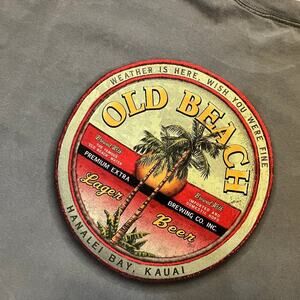 WEATHER IS HERE, WISH YOU WERE FINE
OLD BEACH
PREMIUM EXTRA
BREWING CO. INC.
Lager
Beer
HANALEI BAY, KAUAI